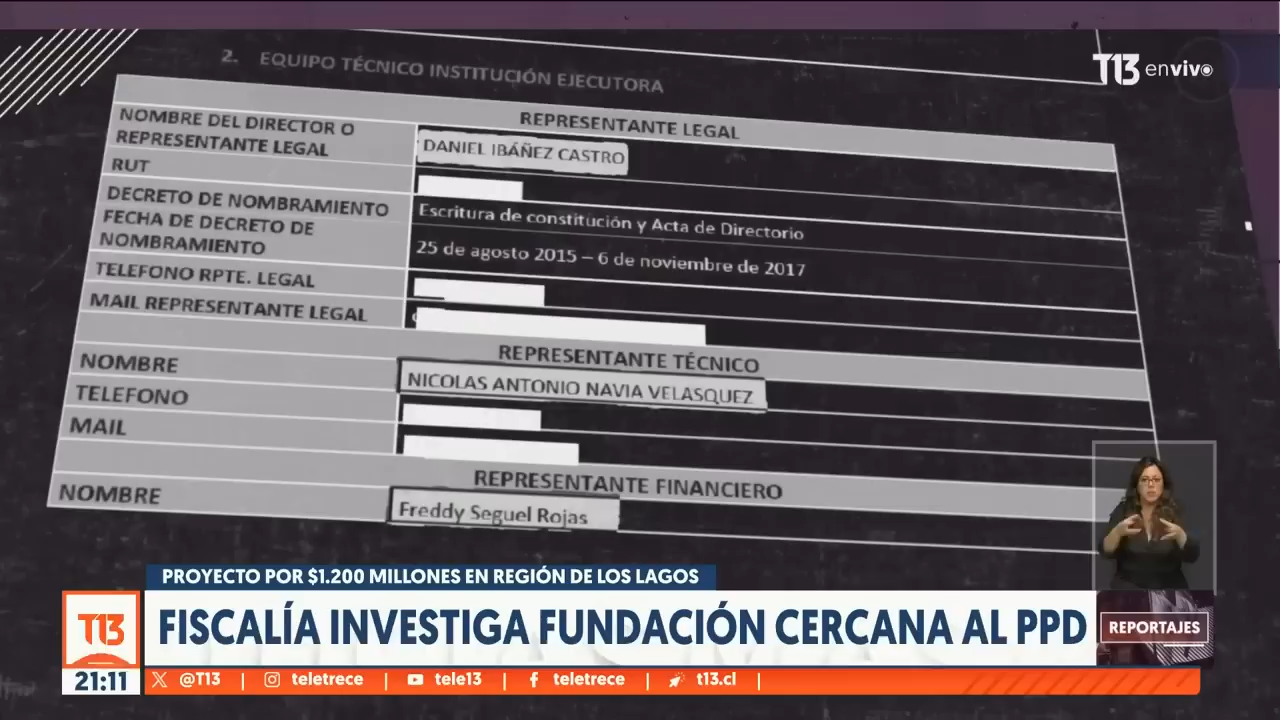 2. EQUIPO TÉCNICO INSTITUCIÓN EJECUTORA
T13 envivo
REPRESENTANTE LEGAL
NOMBRE DEL DIRECTOR O
REPRESENTANTE LEGAL
DANIEL IBÁÑEZ CASTRO
RUT
DECRETO DE NOMBRAMIENTO
Escritura de constitución y Acta de Directorio
FECHA DE DECRETO DE
NOMBRAMIENTO
25 de agosto 2015 – 6 de noviembre de 2017
TELEFONO RPTE. LEGAL
MAIL REPRESENTANTE LEGAL
REPRESENTANTE TÉCNICO
NOMBRE
NICOLAS ANTONIO NAVIA VELASQUEZ
TELEFONO
MAIL
REPRESENTANTE FINANCIERO
NOMBRE
Freddy Seguel Rojas
PROYECTO POR $1.200 MILLONES EN REGIÓN DE LOS LAGOS
T13
FISCALÍA INVESTIGA FUNDACIÓN CERCANA AL PPD
REPORTAJES
21:11
@T13 | teletrece | tele13 | teletrece | t13.cl |